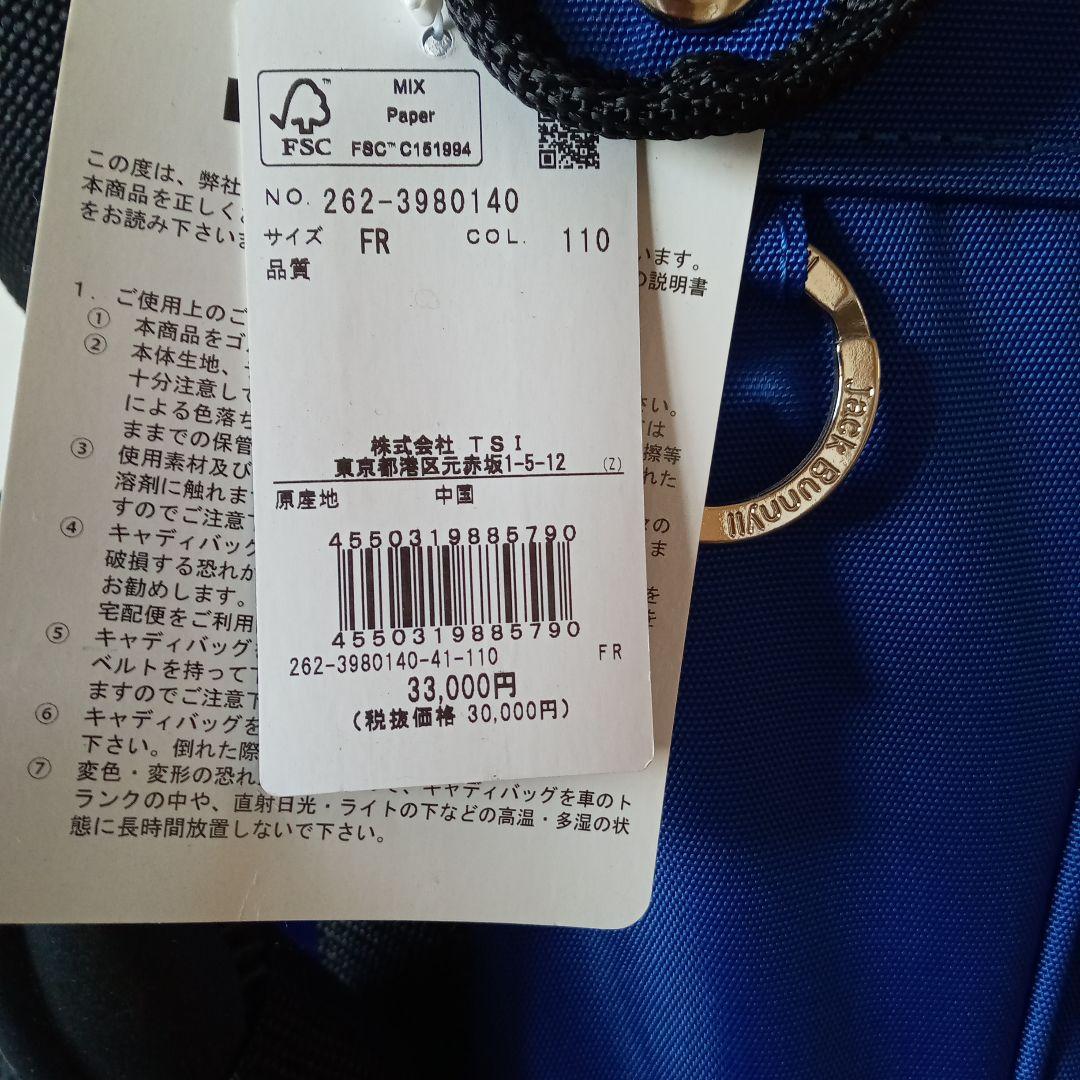 FSC™
MIX
Paper
FSC™ C151994
NO. 262-3980140
サイズ FR COL. 110
品質
株式会社 TSI
東京都港区元赤坂1-5-12 (Z)
原産地 中国
4550319885790
4550319885790
262-3980140-41-110 FR
33,000円
(税抜価格 30,000円)
この度は、弊社
本商品を正しく
をお読み下さい
います。
の説明書
1. ご使用上のご
① 本商品をゴ
② 本体生地、
十分注意して
による色落ち
ままでの保管
さい。
ては
擦等
れた
③ 使用素材及び
溶剤に触れま
すのでご注意
④ キャディバッグ
破損する恐れが
お勧めします。
宅配便をご利用
の
ま
を
⑤ キャディバッグ
ベルトを持って
ますのでご注意下
⑥ キャディバッグを
下さい。倒れた際
⑦ 変色・変形の恐れ キャディバッグを車のト
ランクの中や、直射日光・ライトの下などの高温・多湿の状
態に長時間放置しないで下さい。
Jack Bunny!!